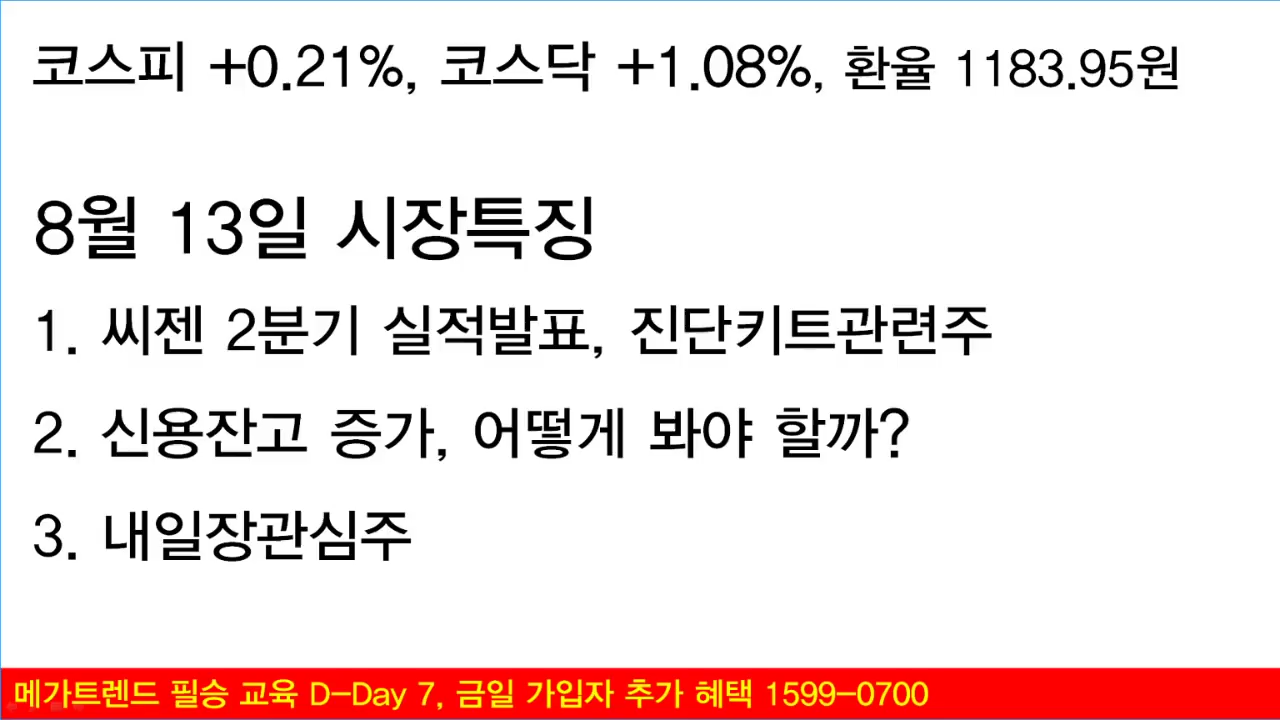 코스피 +0.21%, 코스닥 +1.08%, 환율 1183.95원
8월 13일 시장특징
1. 씨젠 2분기 실적발표, 진단키트관련주
2. 신용잔고 증가, 어떻게 봐야 할까?
3. 내일장관심주
메가트렌드 필승 교육 D-Day 7, 금일 가입자 추가 혜택 1599-0700